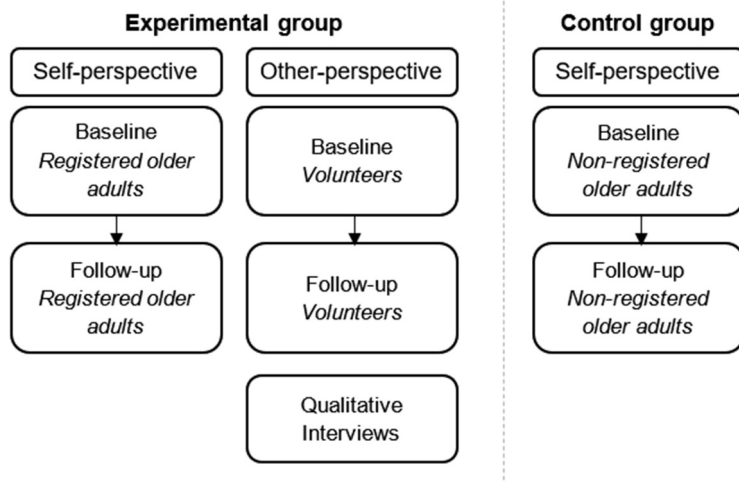 Experimental group
Control group
Self-perspective
Other-perspective
Self-perspective
Baseline
Registered older
adults
Baseline
Volunteers
Baseline
Non-registered
older adults
Follow-up
Registered older
adults
Follow-up
Volunteers
Follow-up
Non-registered
older adults
Qualitative
Interviews